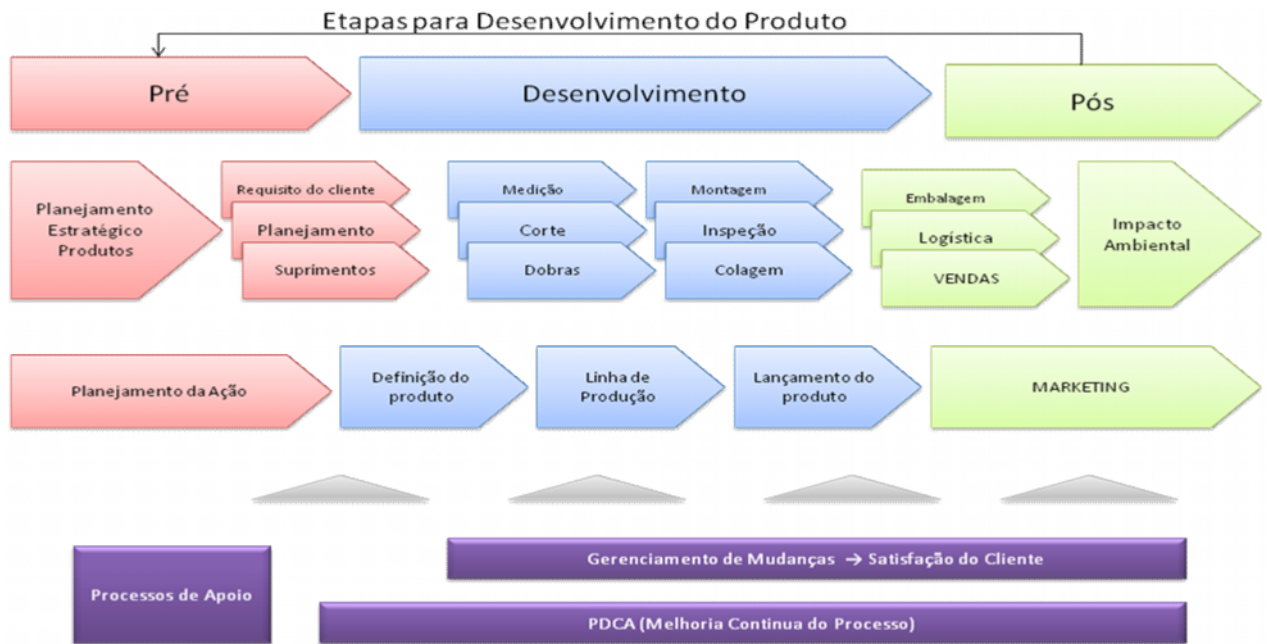 Etapas para Desenvolvimento do Produto
Pré
Desenvolvimento
Pós
Planejamento
Estratégico
Produtos
Requisito do cliente
Planejamento
Suprimentos
Medição
Corte
Dobras
Montagem
Inspeção
Colagem
Embalagem
Logística
VENDAS
Impacto
Ambiental
Planejamento da Ação
Definição do
produto
Linha de
Produção
Lançamento do
produto
MARKETING
Processos de Apoio
Gerenciamento de Mudanças → Satisfação do Cliente
PDCA (Melhoria Continua do Processo)